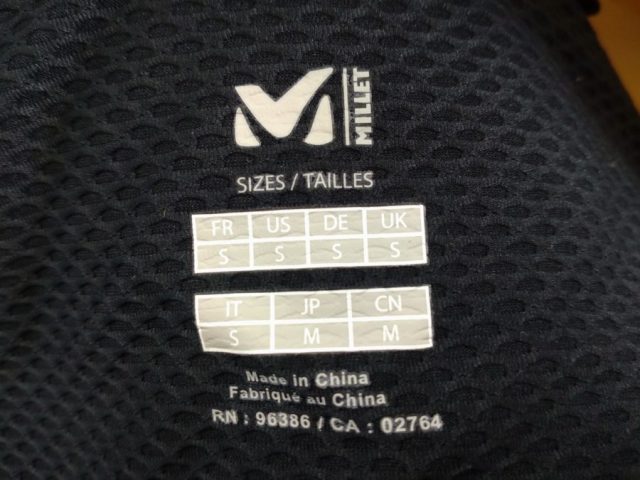 MILLET
SIZES / TAILLES
FR US DE UK
S S S S
IT JP CN
S M M
Made in China
Fabriqué au China
RN : 96386 / CA : 02764